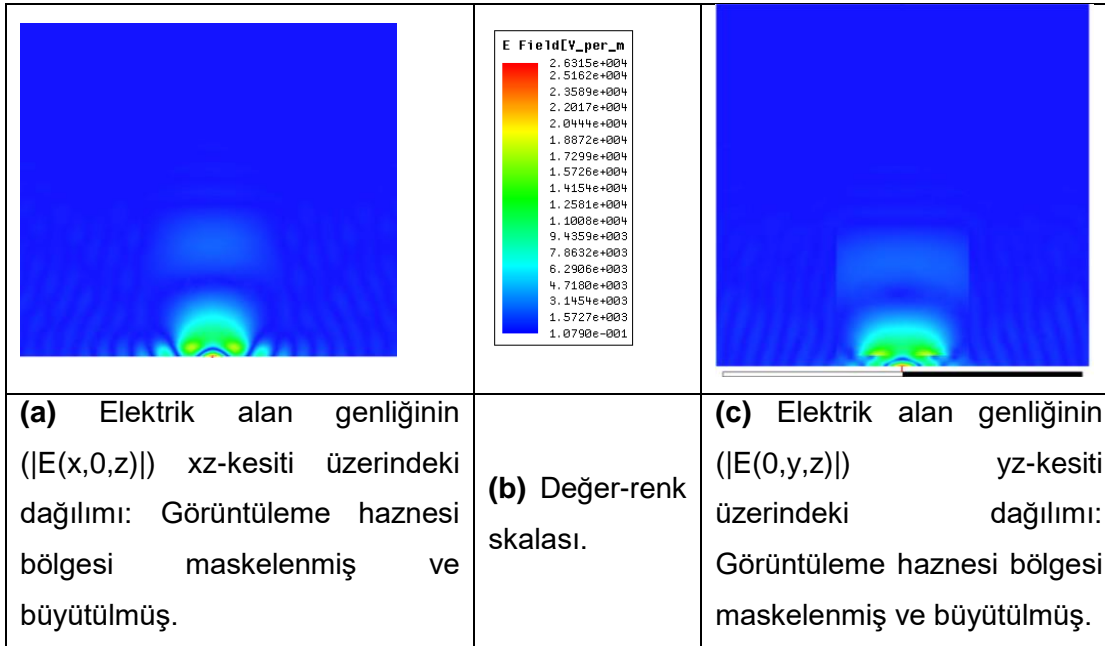 E Field[V_per_m
2.6315e+004
2.5162e+004
2.3589e+004
2.2017e+004
2.0444e+004
1.8872e+004
1.7299e+004
1.5726e+004
1.4154e+004
1.2581e+004
1.1008e+004
9.4359e+003
7.8632e+003
6.2906e+003
4.7180e+003
3.1454e+003
1.5727e+003
1.0790e-001
(a) Elektrik alan genliğinin
(|E(x,0,z)|) xz-kesiti üzerindeki
dağılımı: Görüntüleme haznesi
bölgesi maskelenmiş ve
büyütülmüş.
(b) Değer-renk
skalası.
(c) Elektrik alan genliğinin
(|E(0,y,z)|) yz-kesiti
üzerindeki dağılımı:
Görüntüleme haznesi bölgesi
maskelenmiş ve büyütülmüş.